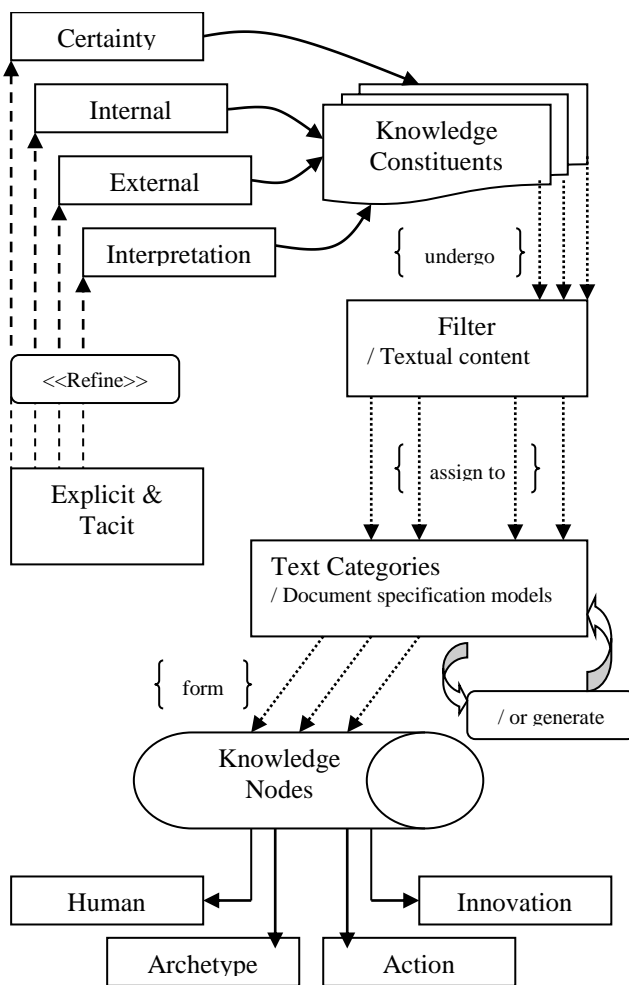 Certainty
Internal
External
Interpretation
Knowledge
Constituents
{ undergo }
Filter
/ Textual content
<<Refine>>
{ assign to }
Explicit &
Tacit
Text Categories
/ Document specification models
{ form }
/ or generate
Knowledge
Nodes
Human
Innovation
Archetype
Action